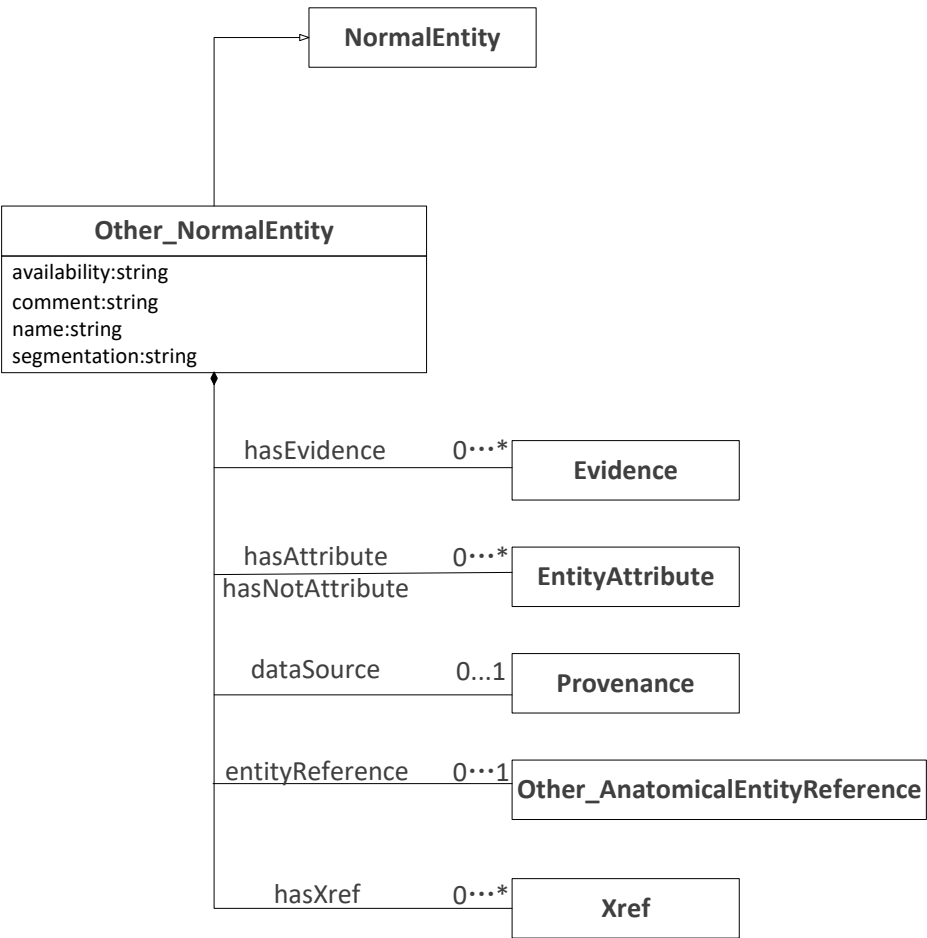 NormalEntity
Other_NormalEntity
availability:string
comment:string
name:string
segmentation:string
hasEvidence 0···*
Evidence
hasAttribute 0···*
EntityAttribute
hasNotAttribute
dataSource 0...1
Provenance
entityReference 0···1
Other_AnatomicalEntityReference
hasXref 0···*
Xref